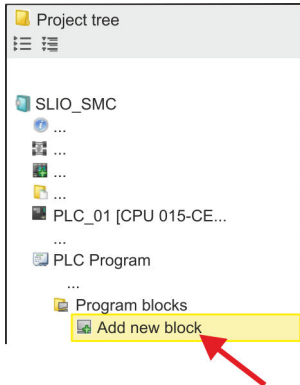 Project tree
SLIO_SMC
...
...
...
...
PLC_01 [CPU 015-CE...
...
PLC Program
...
Program blocks
Add new block